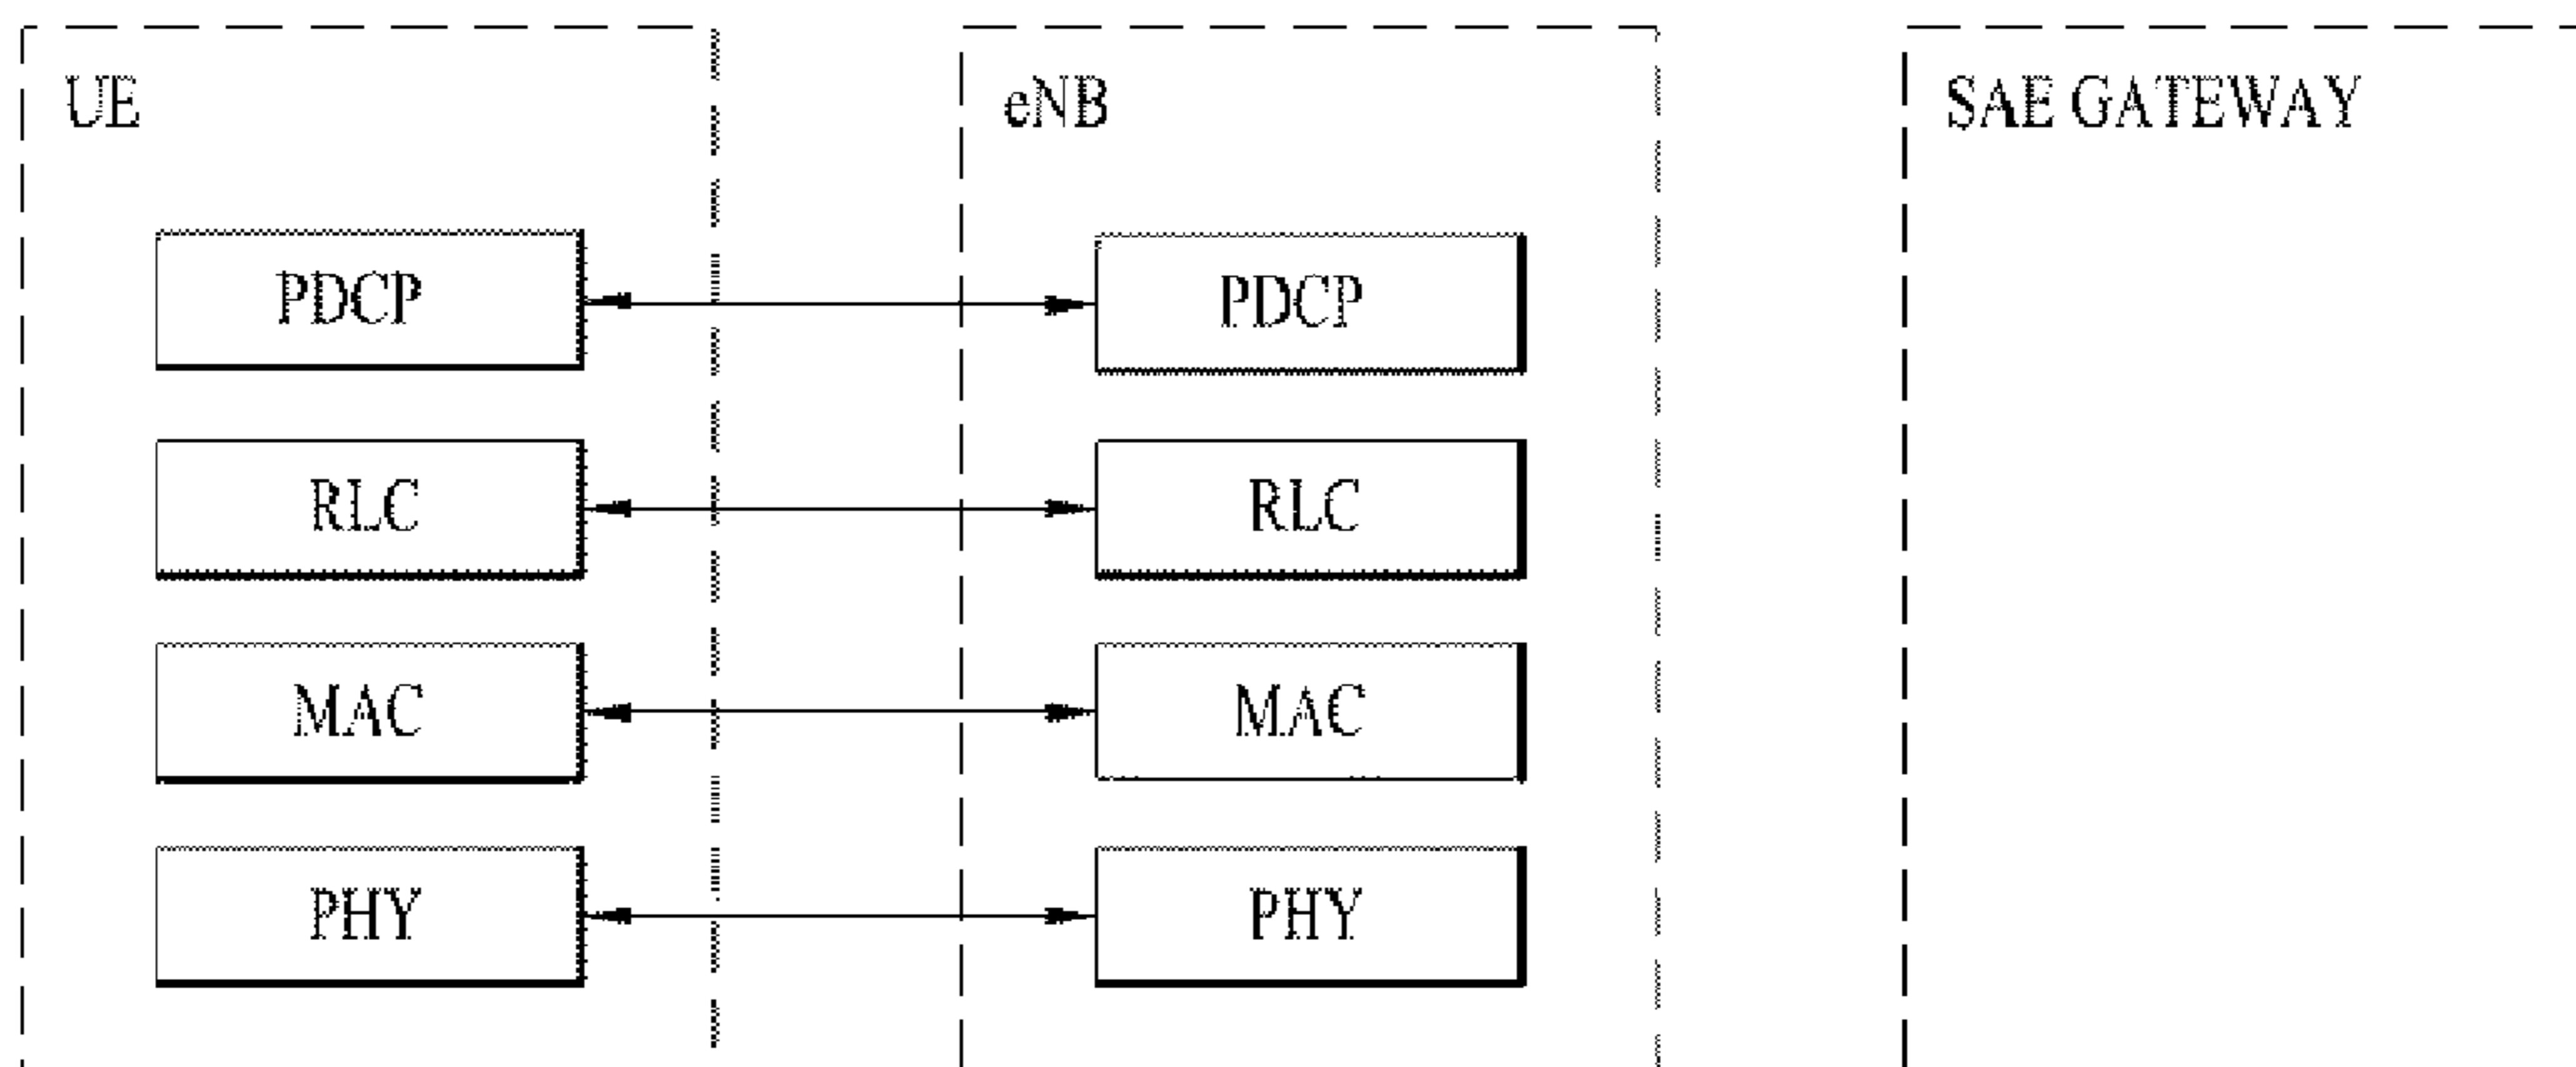 UE
eNB
SAE GATEWAY
PDCP
PDCP
RLC
RLC
MAC
MAC
PHY
PHY